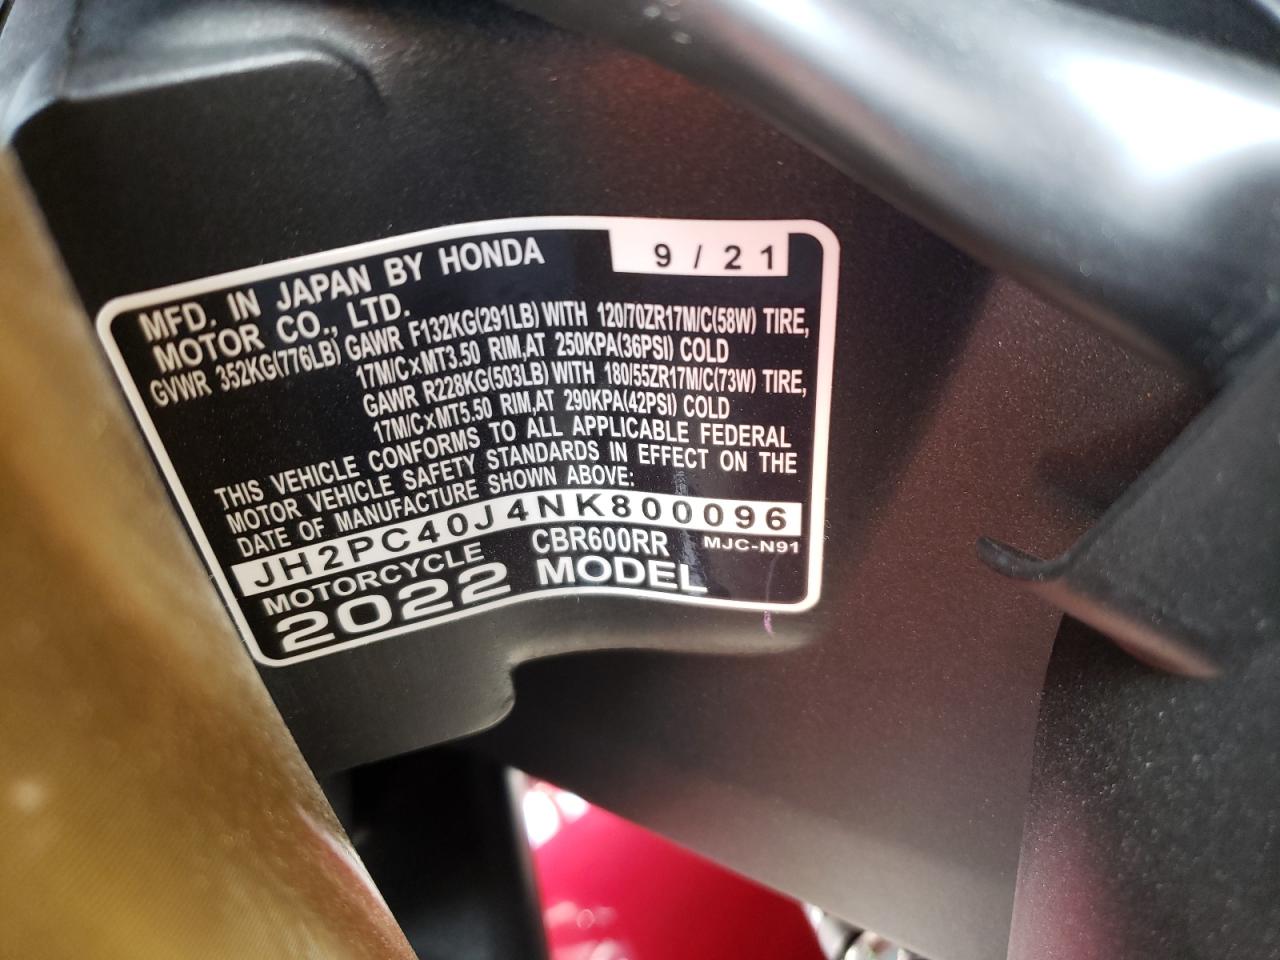 MFD. IN JAPAN BY HONDA
MOTOR CO., LTD.
9 / 21
GVWR 352KG(776LB) GAWR F132KG(291LB) WITH 120/70ZR17M/C(58W) TIRE,
17M/C×MT3.50 RIM,AT 250KPA(36PSI) COLD
GAWR R228KG(503LB) WITH 180/55ZR17M/C(73W) TIRE,
17M/C×MT5.50 RIM,AT 290KPA(42PSI) COLD
THIS VEHICLE CONFORMS TO ALL APPLICABLE FEDERAL
MOTOR VEHICLE SAFETY STANDARDS IN EFFECT ON THE
DATE OF MANUFACTURE SHOWN ABOVE:
JH2PC40J4NK800096
MOTORCYCLE CBR600RR MJC-N91
2022 MODEL